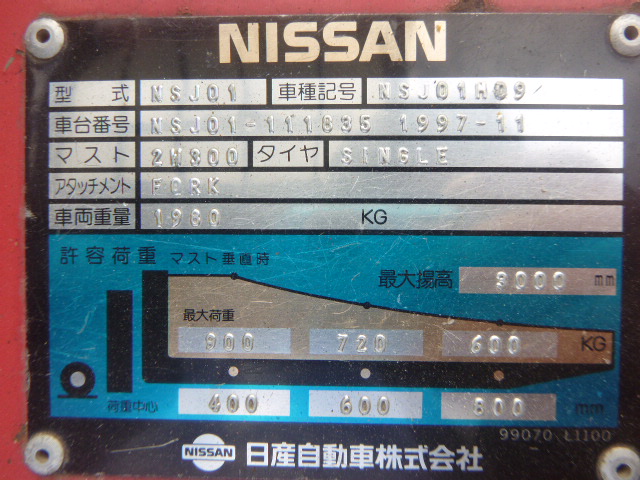 NISSAN
型式 NSJ01 車種記号 NSJ01H09
車台番号 NSJ01-111835 1997-11
マスト 2W300 タイヤ SINGLE
アタッチメント FORK
車両重量 1980 KG
許容荷重 マスト垂直時
最大揚高 3000 mm
最大荷重
900 720 600 KG
荷重中心 400 600 800 mm
99070 L1100
NISSAN 日産自動車株式会社